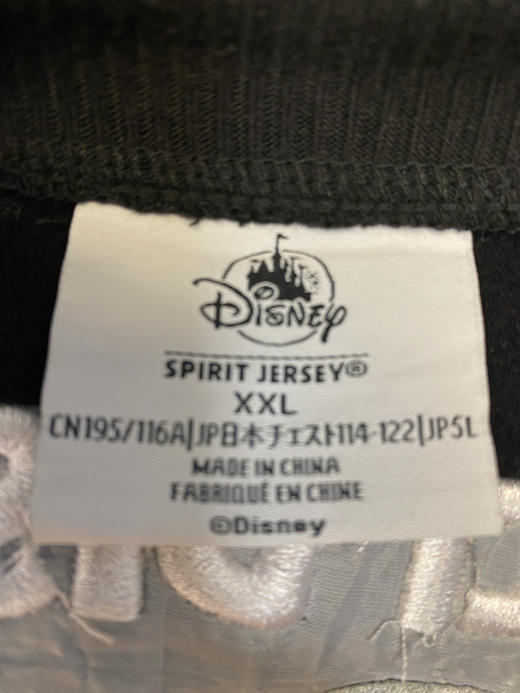 Disney
SPIRIT JERSEY®
XXL
CN195/116A|JP日本チェスト114-122|JP5L
MADE IN CHINA
FABRIQUÉ EN CHINE
©Disney